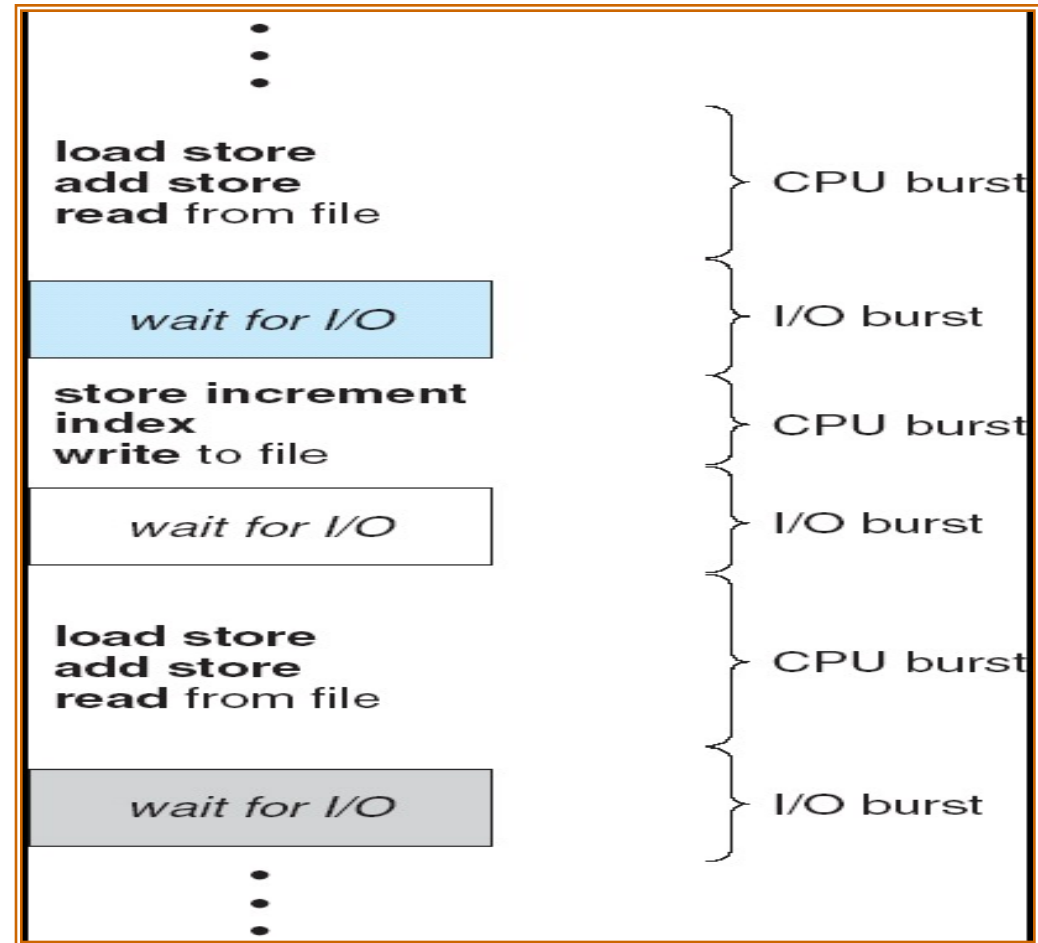 load store
add store
read from file
CPU burst
wait for I/O
I/O burst
store increment
index
write to file
CPU burst
wait for I/O
I/O burst
load store
add store
read from file
CPU burst
wait for I/O
I/O burst